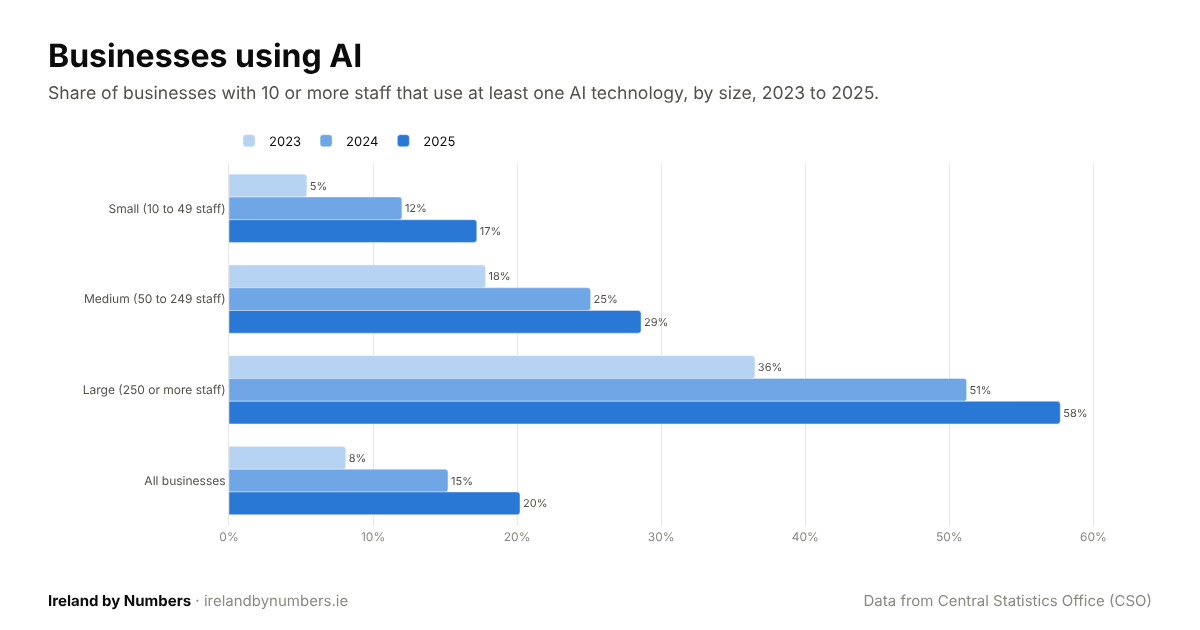 Businesses using AI
Share of businesses with 10 or more staff that use at least one AI technology, by size, 2023 to 2025.
2023 2024 2025
Small (10 to 49 staff)
5%
12%
17%
Medium (50 to 249 staff)
18%
25%
29%
Large (250 or more staff)
36%
51%
58%
All businesses
8%
15%
20%
0% 10% 20% 30% 40% 50% 60%
Ireland by Numbers · irelandbynumbers.ie
Data from Central Statistics Office (CSO)